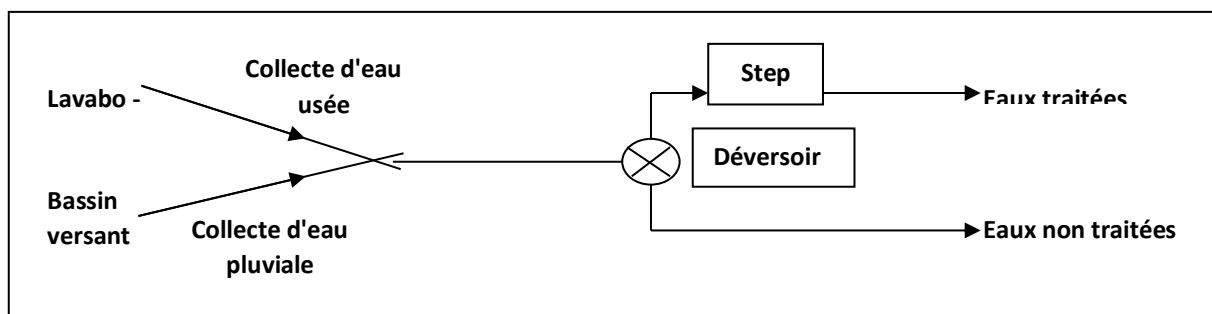 Collecte d'eau
usée
Lavabo -
Step
Eaux traitées
Déversoir
Bassin
versant
Collecte d'eau
pluviale
Eaux non traitées